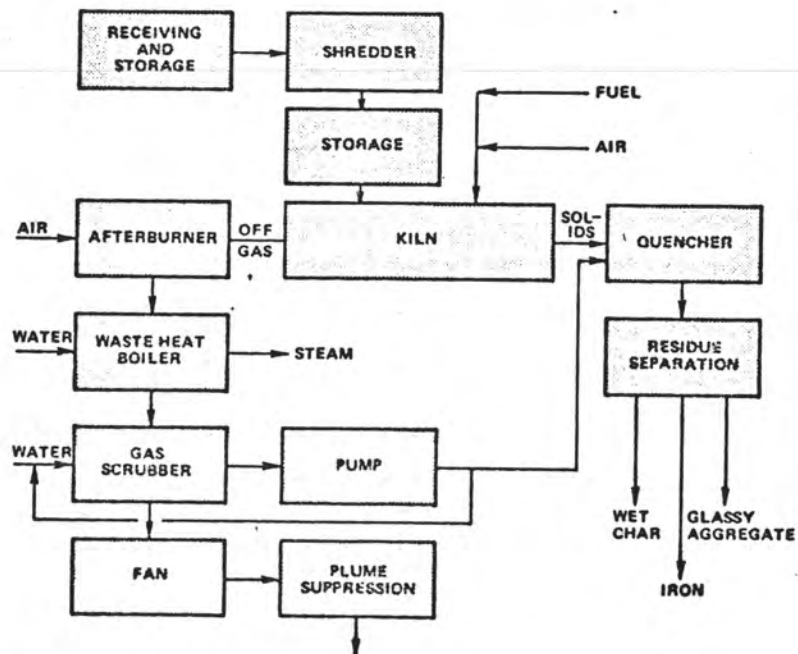 RECEIVING
AND
STORAGE
SHREDDER
FUEL
STORAGE
AIR
AIR
AFTERBURNER
OFF
GAS
KILN
SOL-
IDS
QUENCHER
WATER
WASTE HEAT
BOILER
STEAM
RESIDUE
SEPARATION
WATER
GAS
SCRUBBER
PUMP
WET
CHAR
GLASSY
AGGREGATE
FAN
PLUME
SUPPRESSION
IRON